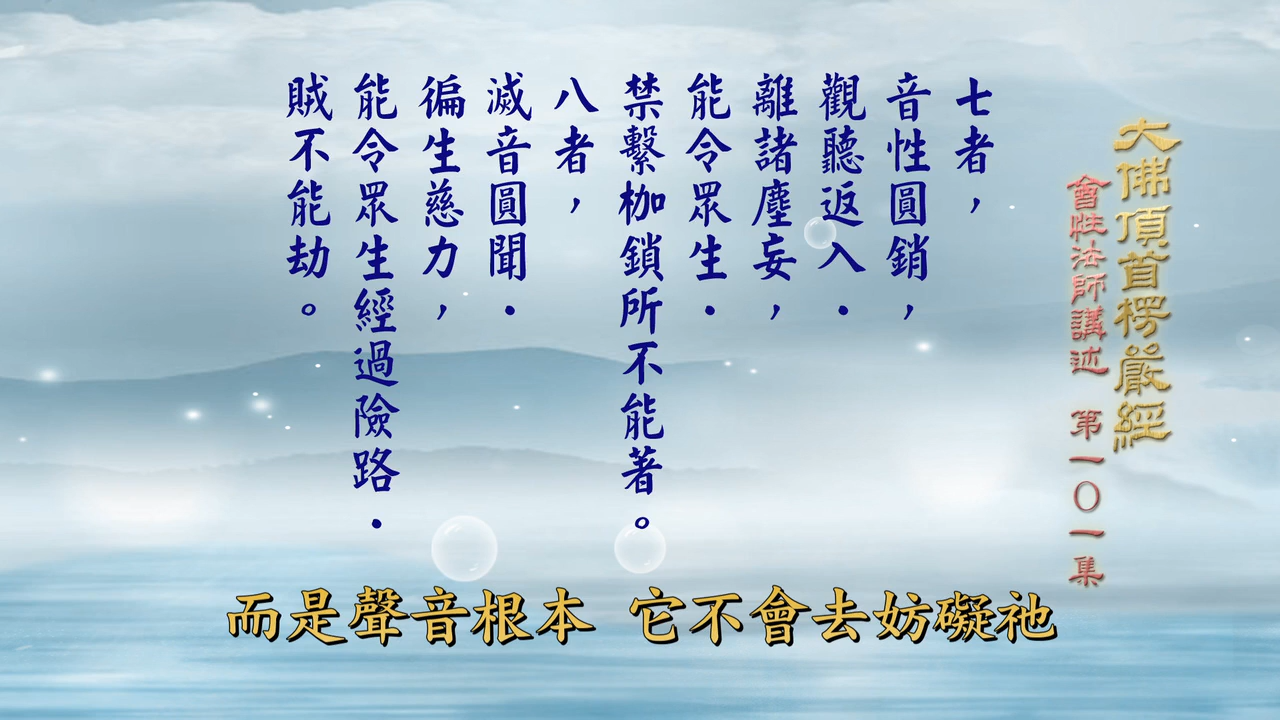 大佛頂首楞嚴經
會性法師講述 第一〇一集
七者，
音性圓銷，
觀聽返入．
離諸塵妄，
能令眾生．
禁繫枷鎖所不能著。
八者，
滅音圓聞．
徧生慈力，
能令眾生經過險路．
賊不能劫。
而是聲音根本 它不會去妨礙祂